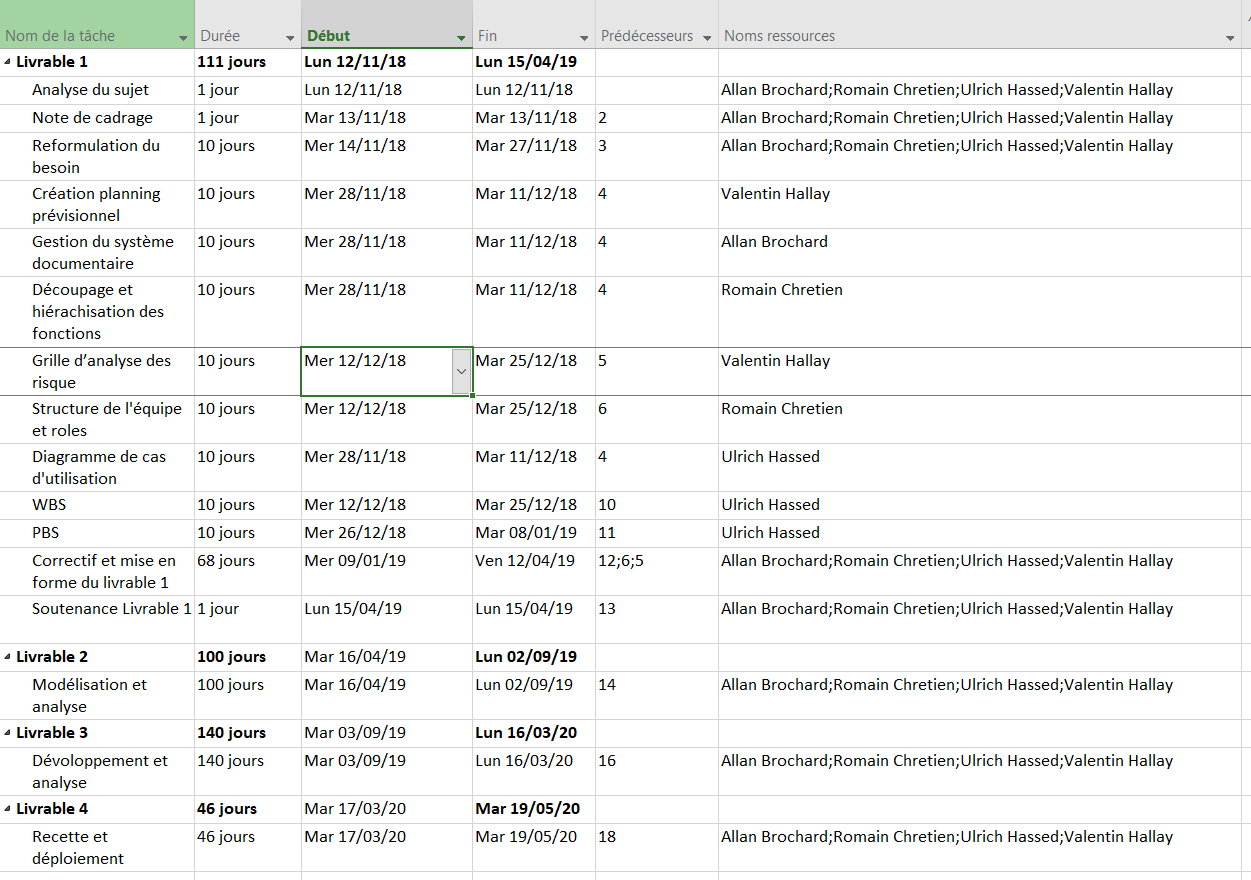 Nom de la tâche Durée Début Fin Prédécesseurs Noms ressources
Livrable 1 111 jours Lun 12/11/18 Lun 15/04/19
Analyse du sujet 1 jour Lun 12/11/18 Lun 12/11/18 Allan Brochard;Romain Chretien;Ulrich Hassed;Valentin Hallay
Note de cadrage 1 jour Mar 13/11/18 Mar 13/11/18 2 Allan Brochard;Romain Chretien;Ulrich Hassed;Valentin Hallay
Reformulation du 10 jours Mer 14/11/18 Mar 27/11/18 3 Allan Brochard;Romain Chretien;Ulrich Hassed;Valentin Hallay
besoin
Création planning 10 jours Mer 28/11/18 Mar 11/12/18 4 Valentin Hallay
prévisionnel
Gestion du système 10 jours Mer 28/11/18 Mar 11/12/18 4 Allan Brochard
documentaire
Découpage et 10 jours Mer 28/11/18 Mar 11/12/18 4 Romain Chretien
hiérachisation des
fonctions
Grille d’analyse des 10 jours Mer 12/12/18 Mar 25/12/18 5 Valentin Hallay
risque
Structure de l'équipe 10 jours Mer 12/12/18 Mar 25/12/18 6 Romain Chretien
et roles
Diagramme de cas 10 jours Mer 28/11/18 Mar 11/12/18 4 Ulrich Hassed
d'utilisation
WBS 10 jours Mer 12/12/18 Mar 25/12/18 10 Ulrich Hassed
PBS 10 jours Mer 26/12/18 Mar 08/01/19 11 Ulrich Hassed
Correctif et mise en 68 jours Mer 09/01/19 Ven 12/04/19 12;6;5 Allan Brochard;Romain Chretien;Ulrich Hassed;Valentin Hallay
forme du livrable 1
Soutenance Livrable 1 1 jour Lun 15/04/19 Lun 15/04/19 13 Allan Brochard;Romain Chretien;Ulrich Hassed;Valentin Hallay
Livrable 2 100 jours Mar 16/04/19 Lun 02/09/19
Modélisation et 100 jours Mar 16/04/19 Lun 02/09/19 14 Allan Brochard;Romain Chretien;Ulrich Hassed;Valentin Hallay
analyse
Livrable 3 140 jours Mar 03/09/19 Lun 16/03/20
Dévoloppement et 140 jours Mar 03/09/19 Lun 16/03/20 16 Allan Brochard;Romain Chretien;Ulrich Hassed;Valentin Hallay
analyse
Livrable 4 46 jours Mar 17/03/20 Mar 19/05/20
Recette et 46 jours Mar 17/03/20 Mar 19/05/20 18 Allan Brochard;Romain Chretien;Ulrich Hassed;Valentin Hallay
déploiement